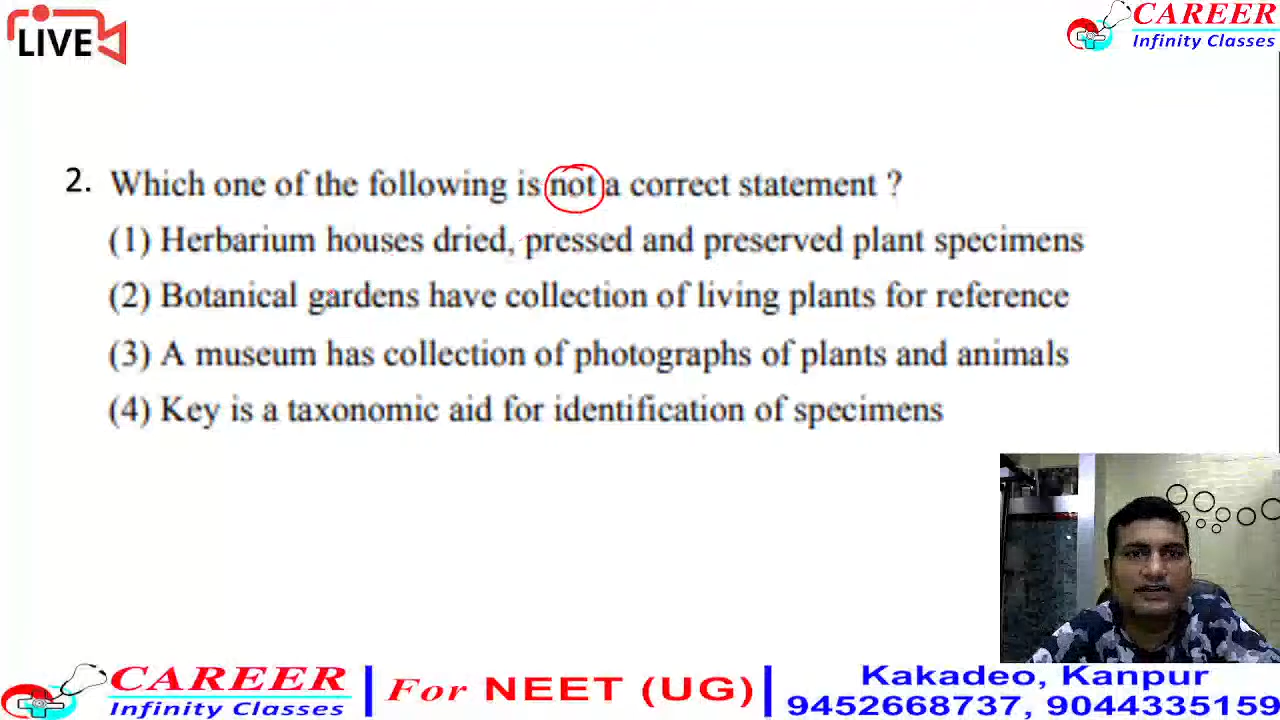 LIVE
CAREER
Infinity Classes
2. Which one of the following is not a correct statement ?
(1) Herbarium houses dried, pressed and preserved plant specimens
(2) Botanical gardens have collection of living plants for reference
(3) A museum has collection of photographs of plants and animals
(4) Key is a taxonomic aid for identification of specimens
CAREER
Infinity Classes
For NEET (UG)
Kakadeo, Kanpur
9452668737, 9044335159